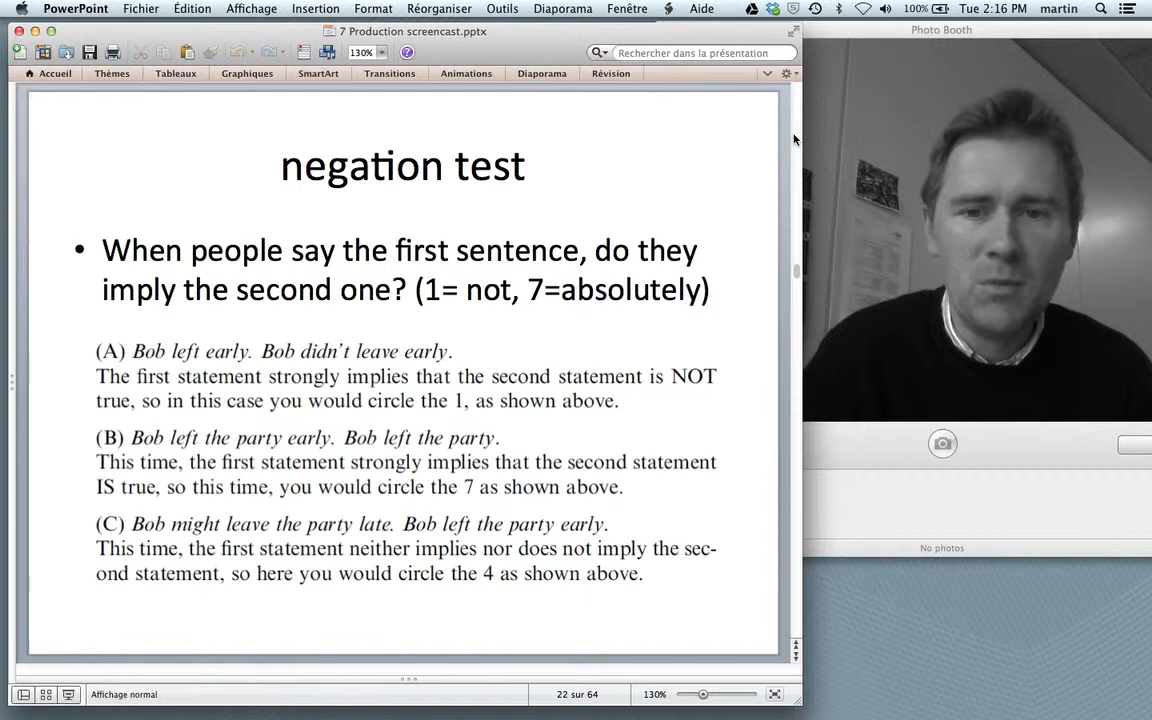 PowerPoint Fichier Édition Affichage Insertion Format Réorganiser Outils Diaporama Fenêtre Aide 100% Tue 2:16 PM martin
7 Production screencast.pptx
130% Rechercher dans la présentation
Accueil Thèmes Tableaux Graphiques SmartArt Transitions Animations Diaporama Révision
negation test
• When people say the first sentence, do they
imply the second one? (1= not, 7=absolutely)
(A) Bob left early. Bob didn't leave early.
The first statement strongly implies that the second statement is NOT
true, so in this case you would circle the 1, as shown above.
(B) Bob left the party early. Bob left the party.
This time, the first statement strongly implies that the second statement
IS true, so this time, you would circle the 7 as shown above.
(C) Bob might leave the party late. Bob left the party early.
This time, the first statement neither implies nor does not imply the sec-
ond statement, so here you would circle the 4 as shown above.
Affichage normal 22 sur 64 130%
Photo Booth
No photos